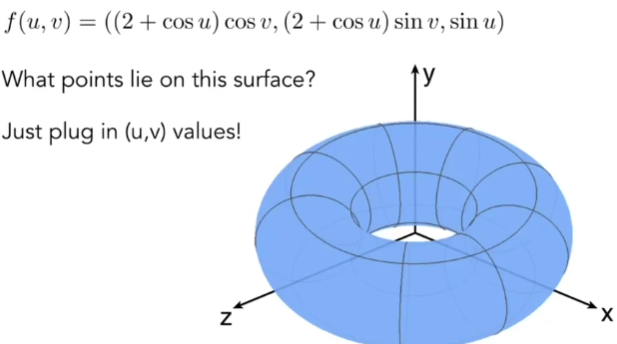 f(u, v) = ((2 + cos u) cos v, (2 + cos u) sin v, sin u)
What points lie on this surface?
Just plug in (u,v) values!
y
z
x